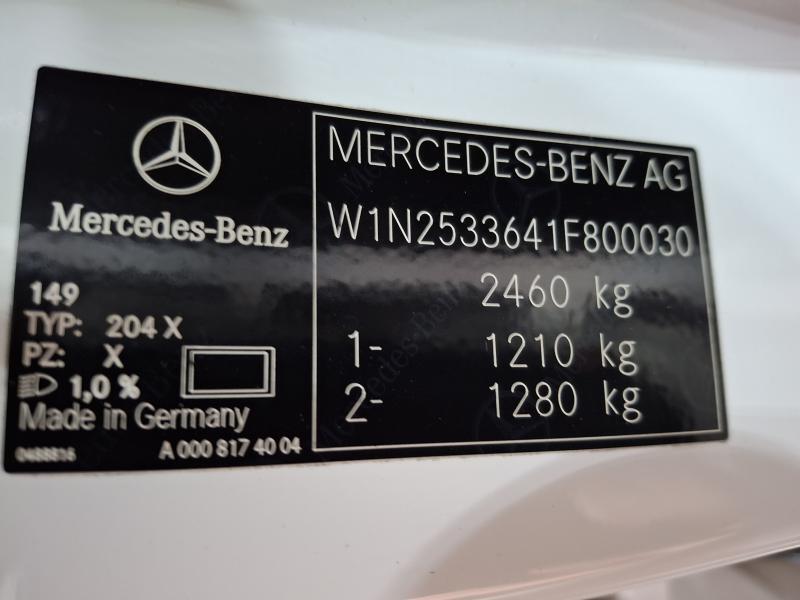 Mercedes-Benz
149
TYP: 204 X
PZ: X
1,0 %
Made in Germany
0488816
A 000 817 40 04
MERCEDES-BENZ AG
W1N2533641F800030
2460 kg
1- 1210 kg
2- 1280 kg